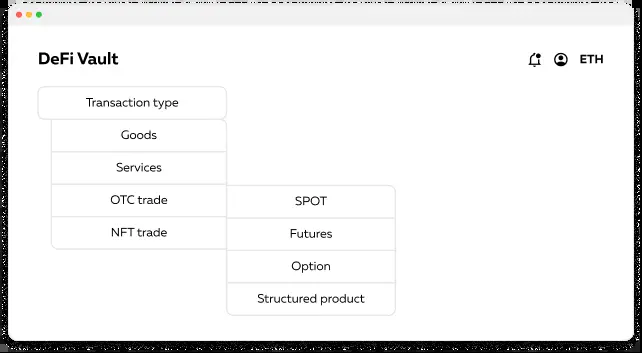 DeFi Vault
ETH
Transaction type
Goods
Services
OTC trade
NFT trade
SPOT
Futures
Option
Structured product